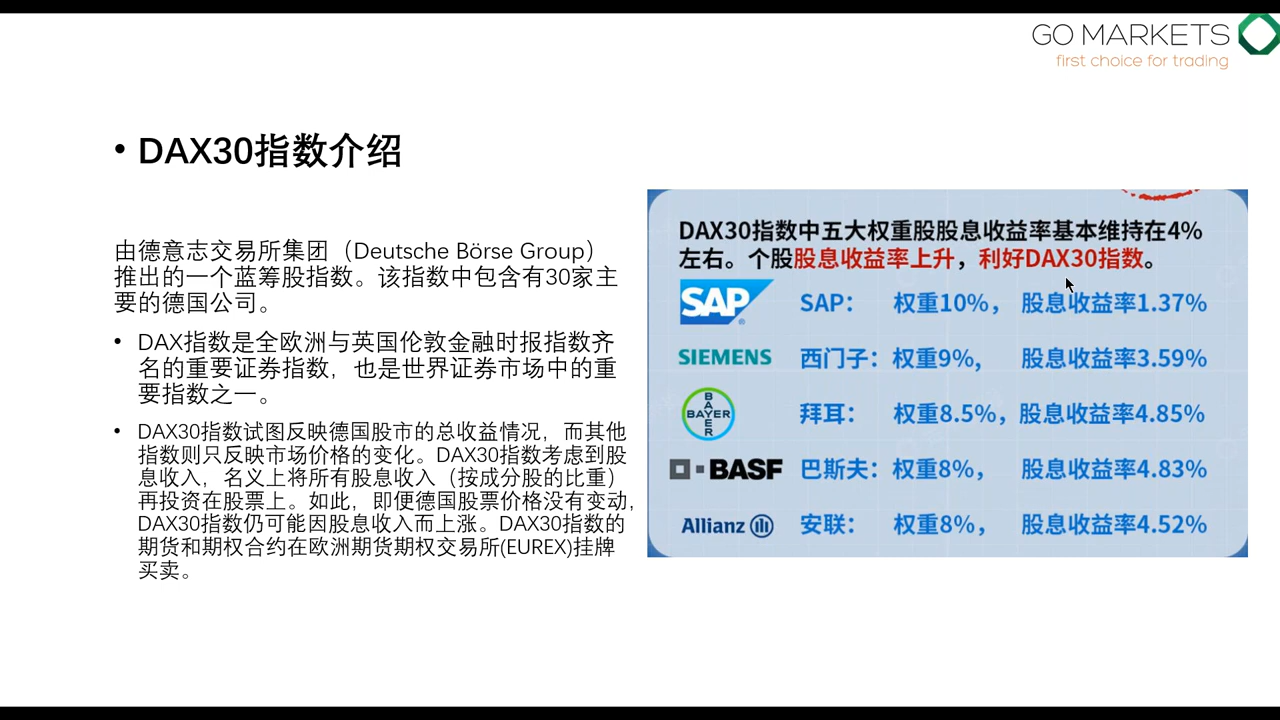 GO MARKETS
first choice for trading
• DAX30指数介绍
由德意志交易所集团（Deutsche Börse Group）
推出的一个蓝筹股指数。该指数中包含有30家主
要的德国公司。
• DAX指数是全欧洲与英国伦敦金融时报指数齐
名的重要证券指数，也是世界证券市场中的重
要指数之一。
• DAX30指数试图反映德国股市的总收益情况，而其他
指数则只反映市场价格的变化。DAX30指数考虑到股
息收入，名义上将所有股息收入（按成分股的比重）
再投资在股票上。如此，即便德国股票价格没有变动，
DAX30指数仍可能因股息收入而上涨。DAX30指数的
期货和期权合约在欧洲期货期权交易所(EUREX)挂牌
买卖。
DAX30指数中五大权重股股息收益率基本维持在4%
左右。个股股息收益率上升，利好DAX30指数。
SAP® SAP： 权重10%， 股息收益率1.37%
SIEMENS 西门子：权重9%， 股息收益率3.59%
BAYER BAYER 拜耳： 权重8.5%，股息收益率4.85%
BASF 巴斯夫：权重8%， 股息收益率4.83%
Allianz 安联： 权重8%， 股息收益率4.52%